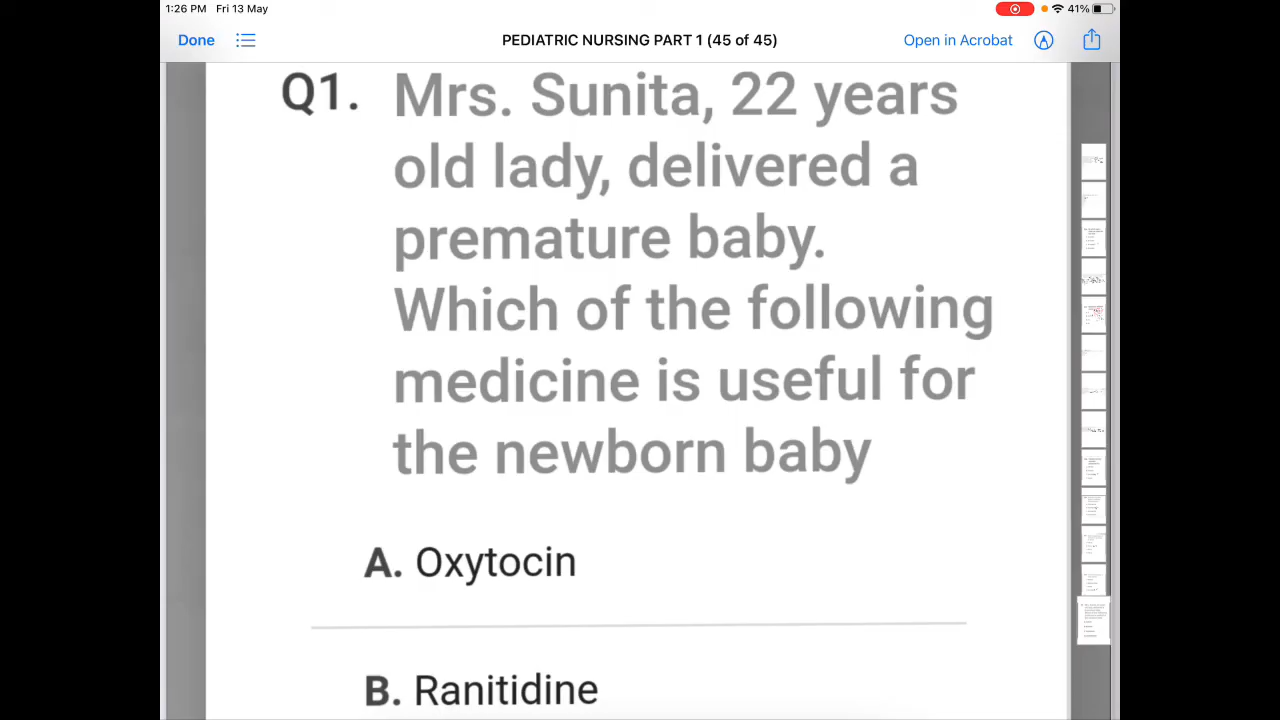 1:26 PM Fri 13 May
41%
Done
PEDIATRIC NURSING PART 1 (45 of 45)
Open in Acrobat
Q1. Mrs. Sunita, 22 years
old lady, delivered a
premature baby.
Which of the following
medicine is useful for
the newborn baby
A. Oxytocin
B. Ranitidine